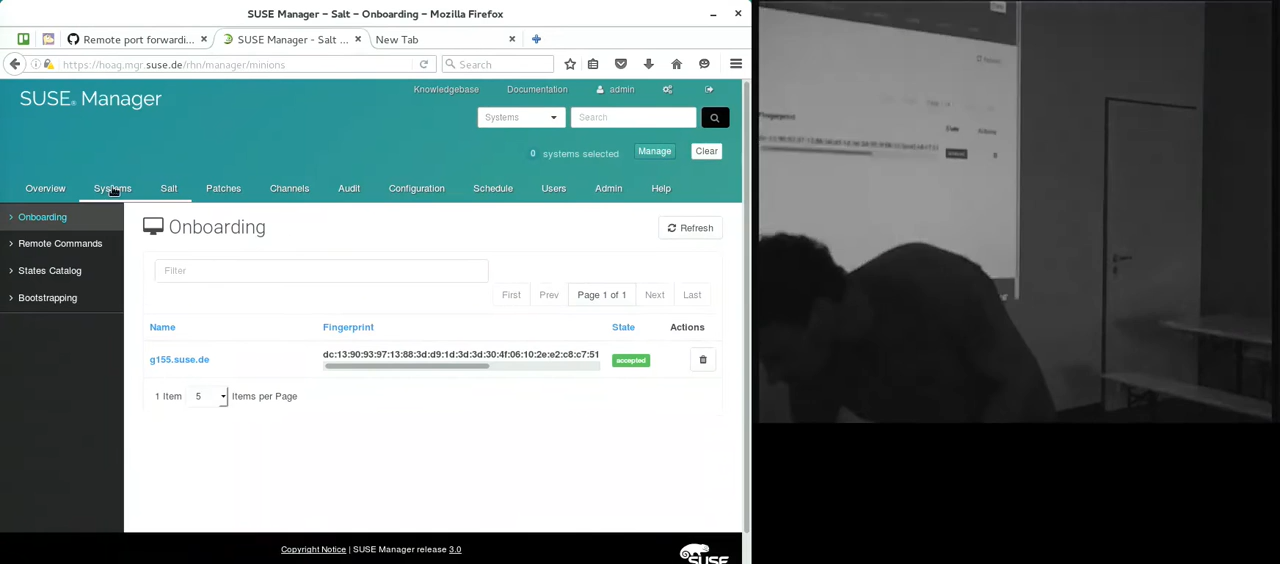 SUSE Manager – Salt – Onboarding – Mozilla Firefox
Remote port forwardi...
SUSE Manager - Salt ...
New Tab
https://hoag.mgr.suse.de/rhn/manager/minions
Search
SUSE Manager
Knowledgebase Documentation admin
Systems
Search
0 systems selected Manage Clear
Overview Systems Salt Patches Channels Audit Configuration Schedule Users Admin Help
Onboarding
Remote Commands
States Catalog
Bootstrapping
Onboarding
Refresh
Filter
First Prev Page 1 of 1 Next Last
Name Fingerprint State Actions
g155.suse.de dc:13:90:93:97:13:88:3d:d9:1d:3d:3d:30:4f:06:10:2e:e2:c8:c7:51 accepted
1 Item 5 Items per Page
Copyright Notice | SUSE Manager release 3.0
SUSE
Fingerprint
State Actions